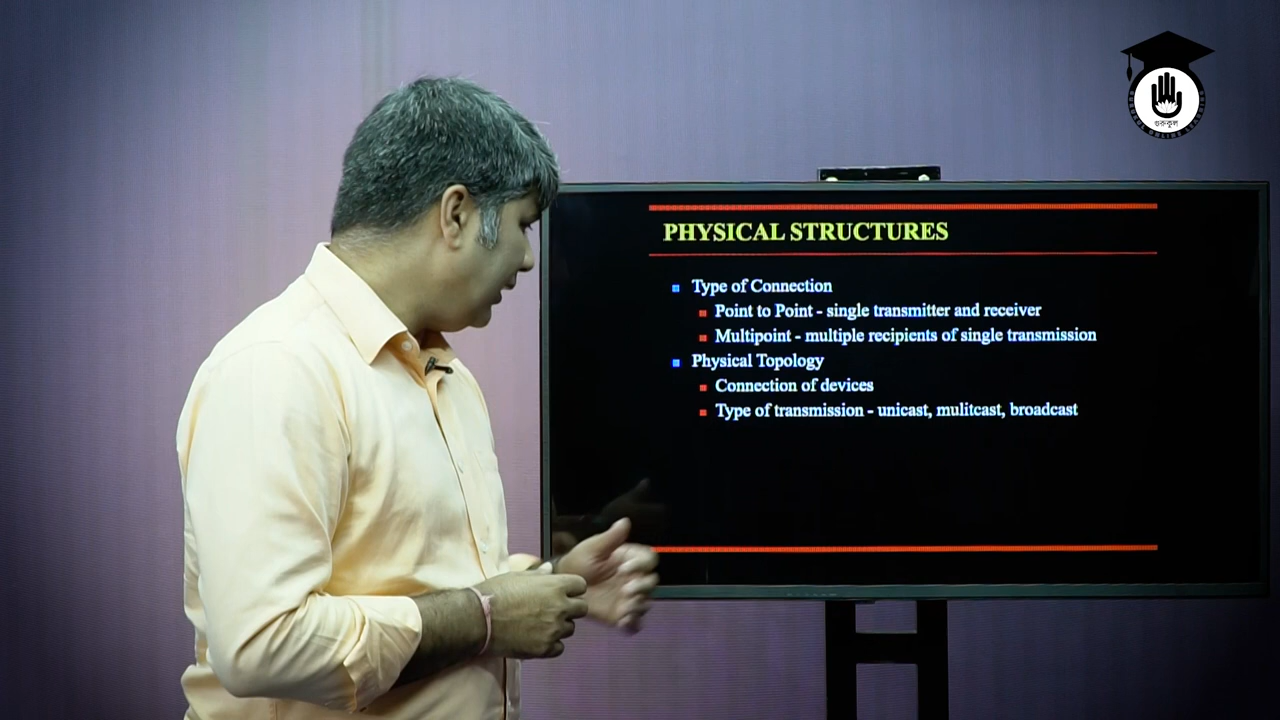 গুরুকুল
PHYSICAL STRUCTURES
Type of Connection
Point to Point - single transmitter and receiver
Multipoint - multiple recipients of single transmission
Physical Topology
Connection of devices
Type of transmission - unicast, mulitcast, broadcast